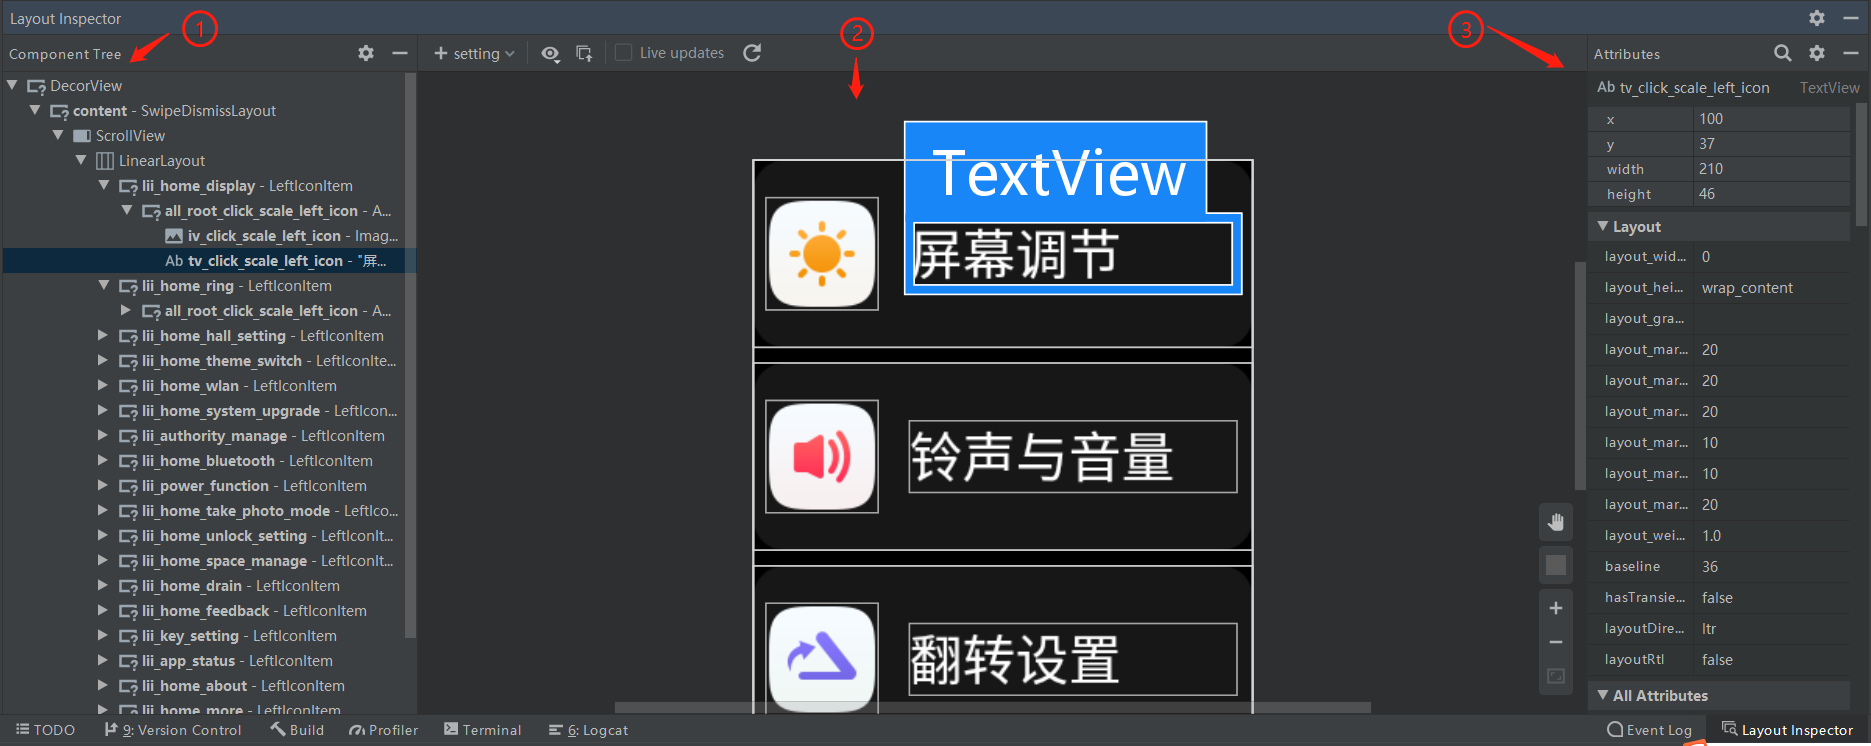 Layout Inspector
1
2
3
Component Tree
setting
Live updates
Attributes
DecorView
content - SwipeDismissLayout
ScrollView
LinearLayout
lii_home_display - LeftIconItem
all_root_click_scale_left_icon - A...
iv_click_scale_left_icon - Imag...
Ab tv_click_scale_left_icon - "屏...
lii_home_ring - LeftIconItem
all_root_click_scale_left_icon - A...
lii_home_hall_setting - LeftIconItem
lii_home_theme_switch - LeftIconIte...
lii_home_wlan - LeftIconItem
lii_home_system_upgrade - LeftIcon...
lii_authority_manage - LeftIconItem
lii_home_bluetooth - LeftIconItem
lii_power_function - LeftIconItem
lii_home_take_photo_mode - LeftIco...
lii_home_unlock_setting - LeftIconIt...
lii_home_space_manage - LeftIconIt...
lii_home_drain - LeftIconItem
lii_home_feedback - LeftIconItem
lii_key_setting - LeftIconItem
lii_app_status - LeftIconItem
lii_home_about - LeftIconItem
lii_home_more - LeftIconItem
TextView
屏幕调节
铃声与音量
翻转设置
Ab tv_click_scale_left_icon TextView
x 100
y 37
width 210
height 46
Layout
layout_wid... 0
layout_hei... wrap_content
layout_gra...
layout_mar... 20
layout_mar... 20
layout_mar... 20
layout_mar... 10
layout_mar... 10
layout_mar... 20
layout_wei... 1.0
baseline 36
hasTransie... false
layoutDire... ltr
layoutRtl false
All Attributes
TODO 9: Version Control Build Profiler Terminal 6: Logcat Event Log Layout Inspector